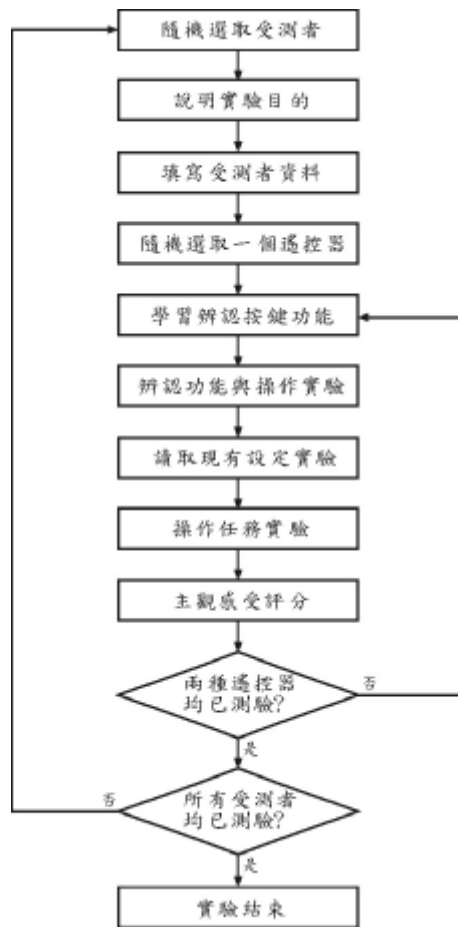 隨機選取受測者
說明實驗目的
填寫受測者資料
隨機選取一個遙控器
學習辨認按鍵功能
辨認功能與操作實驗
讀取現有設定實驗
操作任務實驗
主觀感受評分
兩種遙控器
均已測驗?
否
是
所有受測者
均已測驗?
否
是
實驗結束